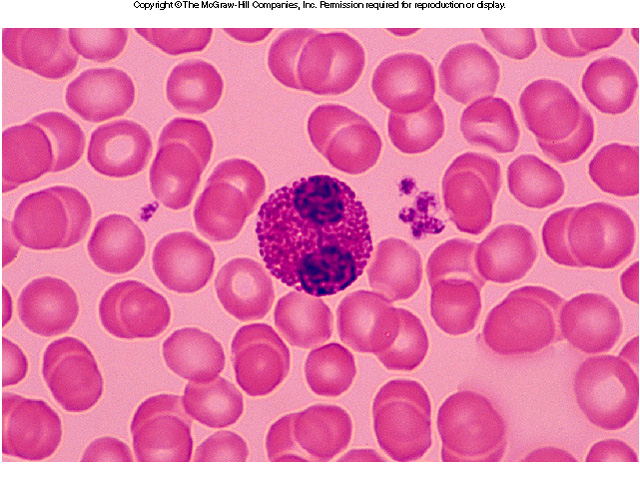 Copyright © The McGraw-Hill Companies, Inc. Permission required for reproduction or display.